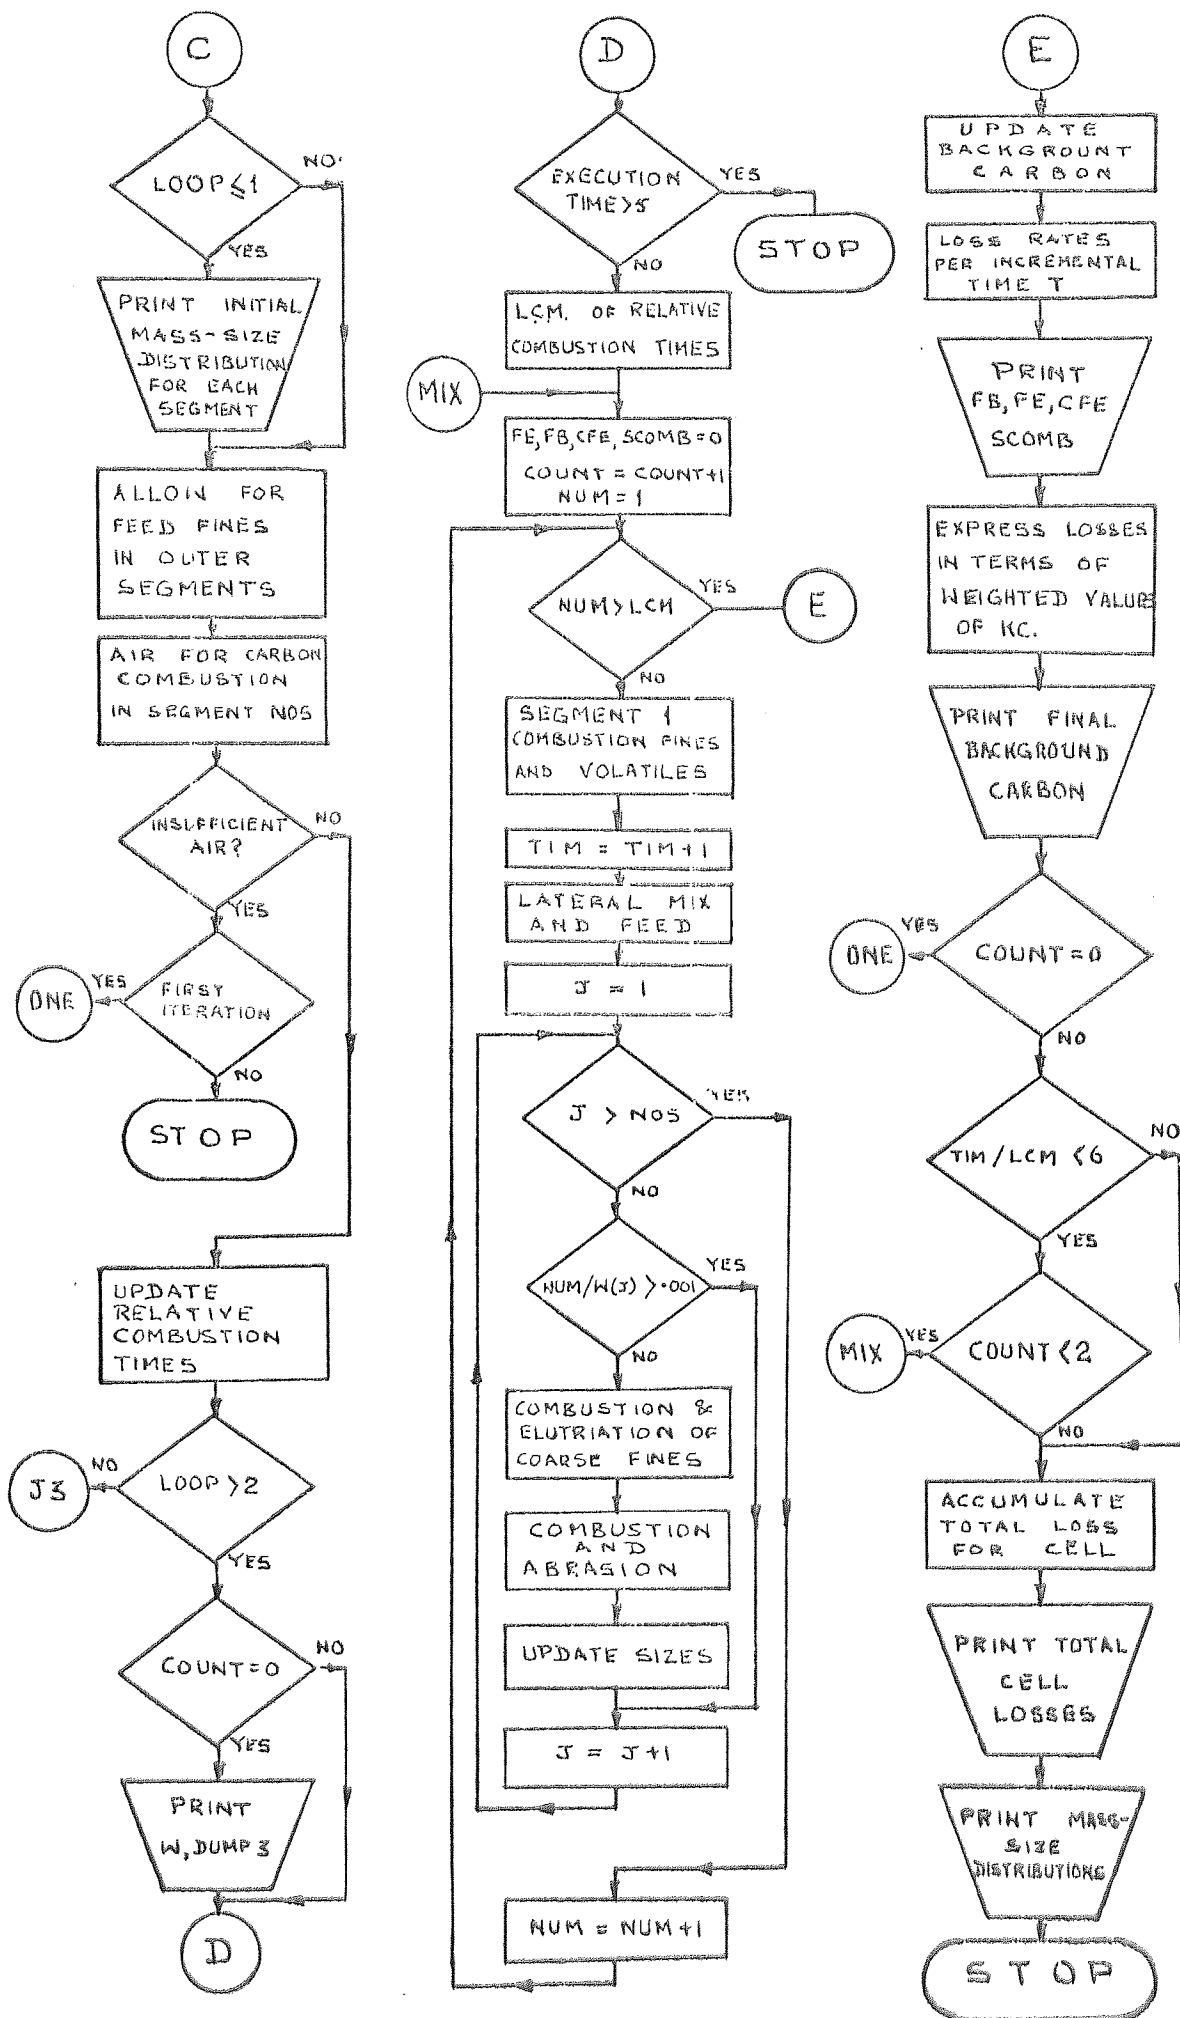 C
LOOP ≤ 1
NO.
YES
PRINT INITIAL
MASS-SIZE
DISTRIBUTION
FOR EACH
SEGMENT
ALLOIN FOR
FEED FINES
IN OUTER
SEGMENTS
AIR FOR CARBON
COMBUSTION
IN SEGMENT NOS
INSUFFICIENT
AIR?
NO
YES
ONE
YES
FIRST
ITERATION
NO
STOP
UPDATE
RELATIVE
COMBUSTION
TIMES
J3
NO
LOOP >2
YES
COUNT=0
NO
YES
PRINT
W, DUMP 3
D
D
EXECUTION
TIME>5
YES
STOP
NO
L.C.M. OF RELATIVE
COMBUSTION TIMES
MIX
FE, FB, CFE, SCOMB=0
COUNT = COUNT+1
NUM = 1
NUM>LCM
YES
E
NO
SEGMENT 1
COMBUSTION FINES
AND VOLATILES
TIM = TIM+1
LATERAL MIX
AND FEED
J = 1
J > NOS
YES
NO
NUM/W(J) >.001
YES
NO
COMBUSTION &
ELUTRIATION OF
COARSE FINES
COMBUSTION
AND
ABRASION
UPDATE SIZES
J = J+1
NUM = NUM+1
E
UPDATE
BACKGROUNT
CARBON
LOSS RATES
PER INCREMENTAL
TIME T
PRINT
FB, FE, CFE
SCOMB
EXPRESS LOSSES
IN TERMS OF
WEIGHTED VALUE
OF KC.
PRINT FINAL
BACKGROUND
CARBON
ONE
YES
COUNT=0
NO
TIM/LCM <6
NO
YES
MIX
YES
COUNT <2
NO
ACCUMULATE
TOTAL LOSS
FOR CELL
PRINT TOTAL
CELL
LOSSES
PRINT MASS-
SIZE
DISTRIBUTIONS
STOP